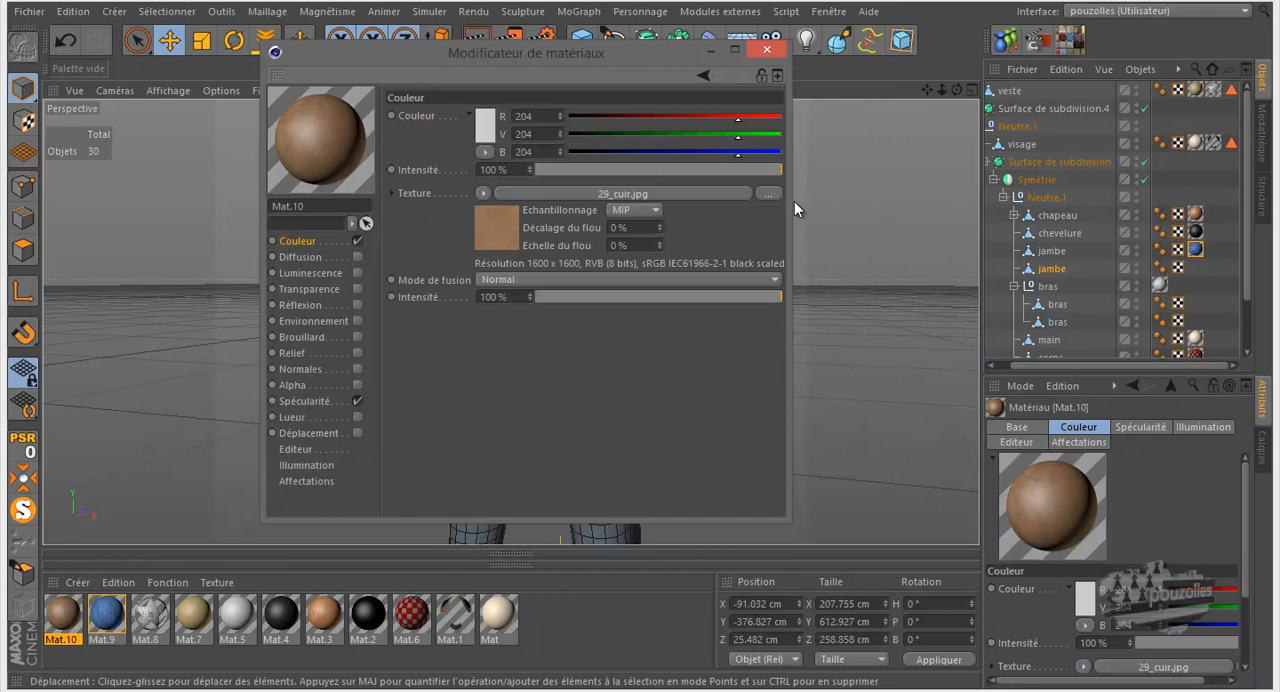 Fichier Edition Créer Sélectionner Outils Maillage Magnétisme Animer Simuler Rendu Sculpture MoGraph Personnage Modules externes Script Fenêtre Aide Interface: pouzolles (Utilisateur)
Modificateur de matériaux
Palette vide
Vue Caméras Affichage Options
Perspective
Total
Objets 30
Mat.10
Couleur
Diffusion
Luminescence
Transparence
Réflexion
Environnement
Brouillard
Relief
Normales
Alpha
Spécularité
Lueur
Déplacement
Editeur
Illumination
Affectations
Couleur
Couleur R 204
V 204
B 204
Intensité 100 %
Texture 29_cuir.jpg ...
Echantillonnage MIP
Décalage du flou 0 %
Echelle du flou 0 %
Résolution 1600 x 1600, RVB (8 bits), sRGB IEC61966-2-1 black scaled
Mode de fusion Normal
Intensité 100 %
Fichier Edition Vue Objets
veste
Surface de subdivision.4
Neutre.1
visage
Surface de subdivision
Symétrie
Neutre.1
chapeau
chevelure
jambe
jambe
bras
bras
bras
main
corps
Objets
Médiathèque
Structure
Mode Edition
Matériau [Mat.10]
Base Couleur Spécularité Illumination
Editeur Affectations
Couleur
Couleur R 204
V 204
B 204
Intensité 100 %
Texture 29_cuir.jpg
pouzolles
Attributs
Calques
PSR
0
S
MAXON
CINEMA
Y
X
Créer Edition Fonction Texture
Mat.10 Mat.9 Mat.8 Mat.7 Mat.5 Mat.4 Mat.3 Mat.2 Mat.6 Mat.1 Mat
Position Taille Rotation
X -91.032 cm X 207.755 cm H 0 °
Y -376.827 cm Y 612.927 cm P 0 °
Z 25.482 cm Z 258.858 cm B 0 °
Objet (Rel) Taille Appliquer
Déplacement : Cliquez-glissez pour déplacer des éléments. Appuyez sur MAJ pour quantifier l'opération/ajouter des éléments à la sélection en mode Points et sur CTRL pour en supprimer